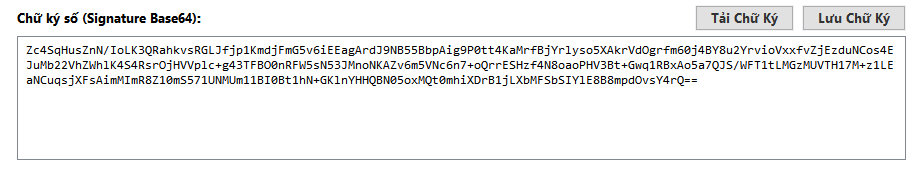 Chữ ký số (Signature Base64):
Tải Chữ Ký
Lưu Chữ Ký
Zc4SqHusZnN/IoLK3QRahkvsRGLJfjp1KmdjFmG5v6iEEagArdJ9NB55BbpAig9P0tt4KaMrfBjYrlyso5XAkrVdOgrfm60j4BY8u2YrvioVxxfvZjEzduNCos4E
JuMb22VhZWhlK4S4RsrOjHVVplc+g43TFBO0nRFW5sN53JMnoNKAZv6m5VNc6n7+oQrrESHzf4N8oaoPHV3Bt+Gwq1RBxAo5a7QJS/WFT1tLMGzMUVTH17M+z1LE
aNCuqsjXFsAimMImR8Z10mS571UNMUm11BI0Bt1hN+GK1nYHHQBN05oxMQt0mhiXDrB1jLXbMFSbSIYlE8B8mpdOvsY4rQ==